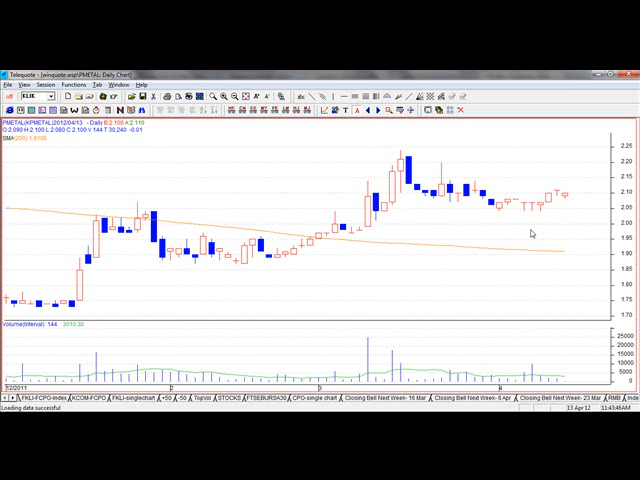 Telequote - [winquote.wsp\PMETAL: Daily Chart]
File View Session Functions Tab Window Help
off KLIK
PMETAL(KPMETAL)2012/04/13 - Daily B:2.100 A:2.110
O 2.090 H 2.100 L 2.080 C 2.100 V 144 T 30,240 -0.01
SMA(200) 1.9106
2.25
2.20
2.15
2.10
2.05
2.00
1.95
1.90
1.85
1.80
1.75
1.70
Volume(Interval) 144 3010.30
25000
20000
15000
10000
5000
0
12/2011 2 3 4
FKLI-FCPO-Index KCOM-FCPO FKLI-singlechart +50 -50 TopVol STOCKS FTSEBURSA30 CPO-single chart Closing Bell Next Week- 16 Mar Closing Bell Next Week- 6 Apr Closing Bell Next Week- 23 Mar RMB Inde
Loading data successful 13 Apr 12 11:43:46AM